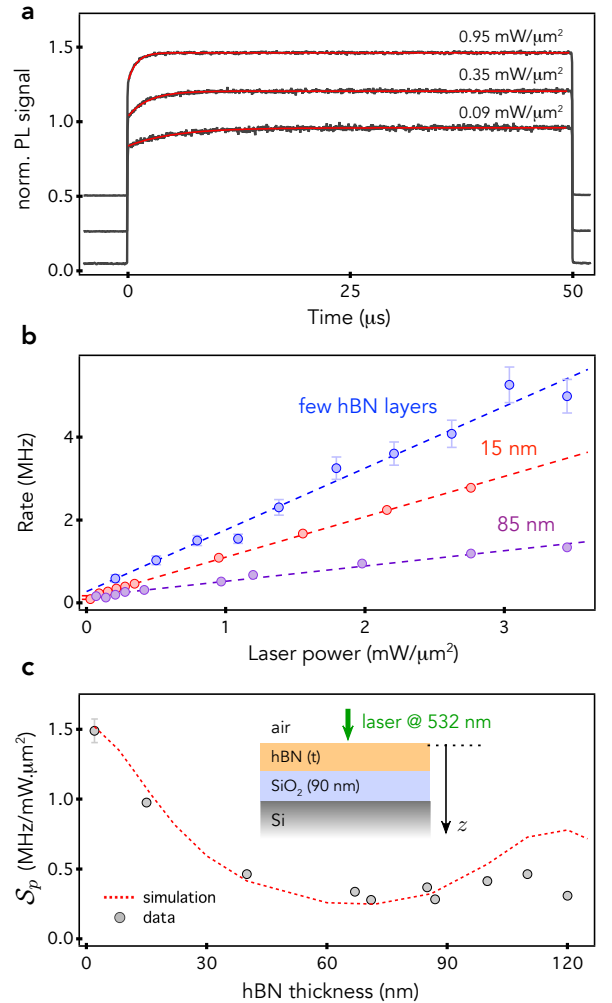 a
norm. PL signal
1.5
1.0
0.5
0.0
0.95 mW/μm²
0.35 mW/μm²
0.09 mW/μm²
0
25
50
Time (μs)
b
Rate (MHz)
4
2
0
few hBN layers
15 nm
85 nm
0
1
2
3
Laser power (mW/μm²)
c
𝒮ₚ (MHz/mW.μm²)
1.5
1.0
0.5
0.0
air
laser @ 532 nm
hBN (t)
SiO₂ (90 nm)
Si
z
simulation
data
0
30
60
90
120
hBN thickness (nm)